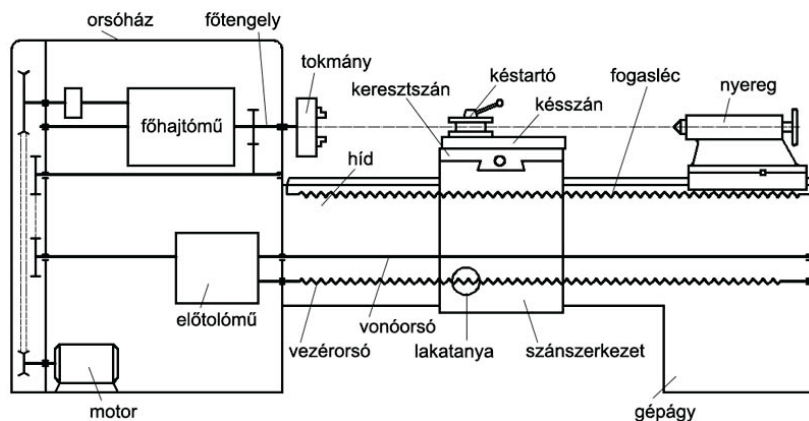 orsóház
főtengely
tokmány
késtartó
fogasléc
keresztszán
késszán
nyereg
főhajtómű
híd
előtolómű
vonóorsó
vezérorsó
lakatanya
szánszerkezet
motor
gépágy